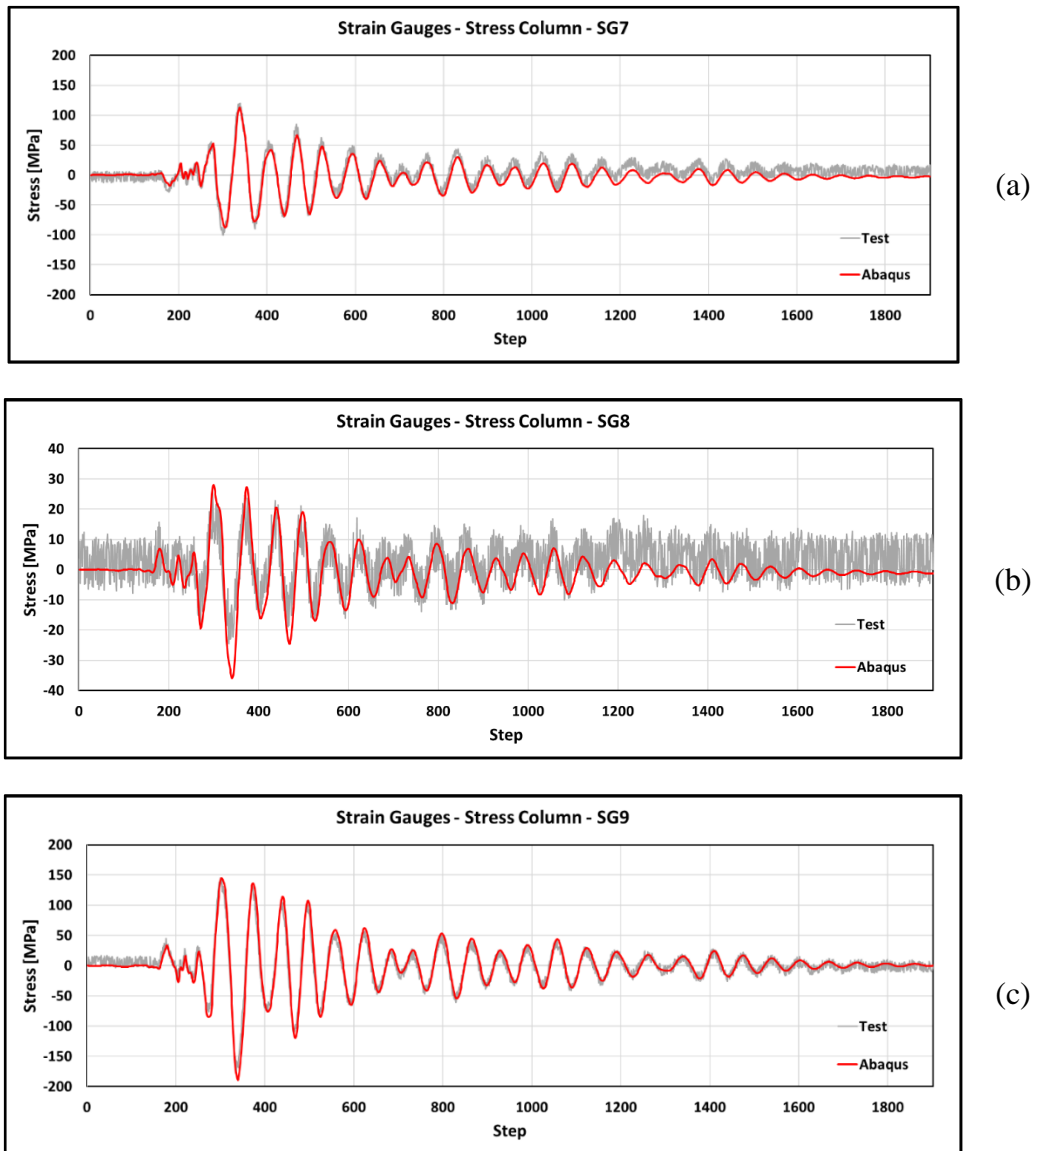 Strain Gauges - Stress Column - SG7
200
150
100
50
0
-50
-100
-150
-200
Stress [MPa]
Test
Abaqus
0 200 400 600 800 1000 1200 1400 1600 1800
Step
(a)
Strain Gauges - Stress Column - SG8
40
30
20
10
0
-10
-20
-30
-40
Stress [MPa]
Test
Abaqus
0 200 400 600 800 1000 1200 1400 1600 1800
Step
(b)
Strain Gauges - Stress Column - SG9
200
150
100
50
0
-50
-100
-150
-200
Stress [MPa]
Test
Abaqus
0 200 400 600 800 1000 1200 1400 1600 1800
Step
(c)